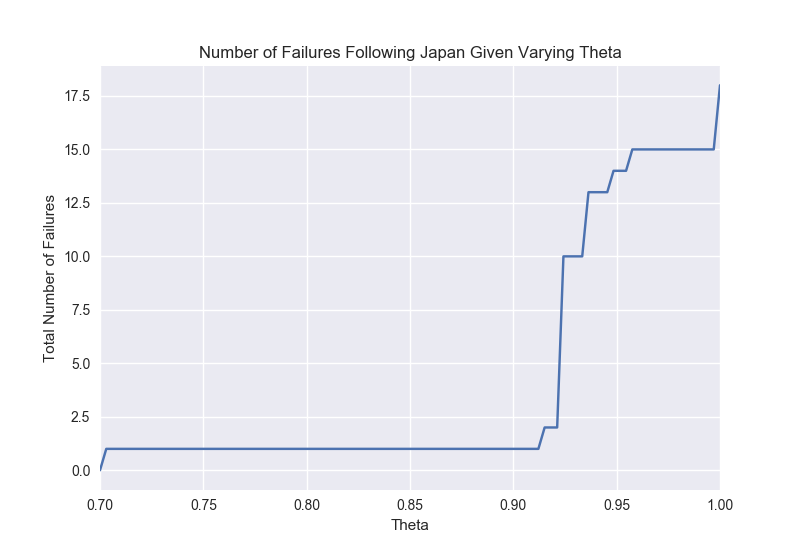 Number of Failures Following Japan Given Varying Theta
17.5
15.0
12.5
10.0
7.5
5.0
2.5
0.0
Total Number of Failures
0.70 0.75 0.80 0.85 0.90 0.95 1.00
Theta